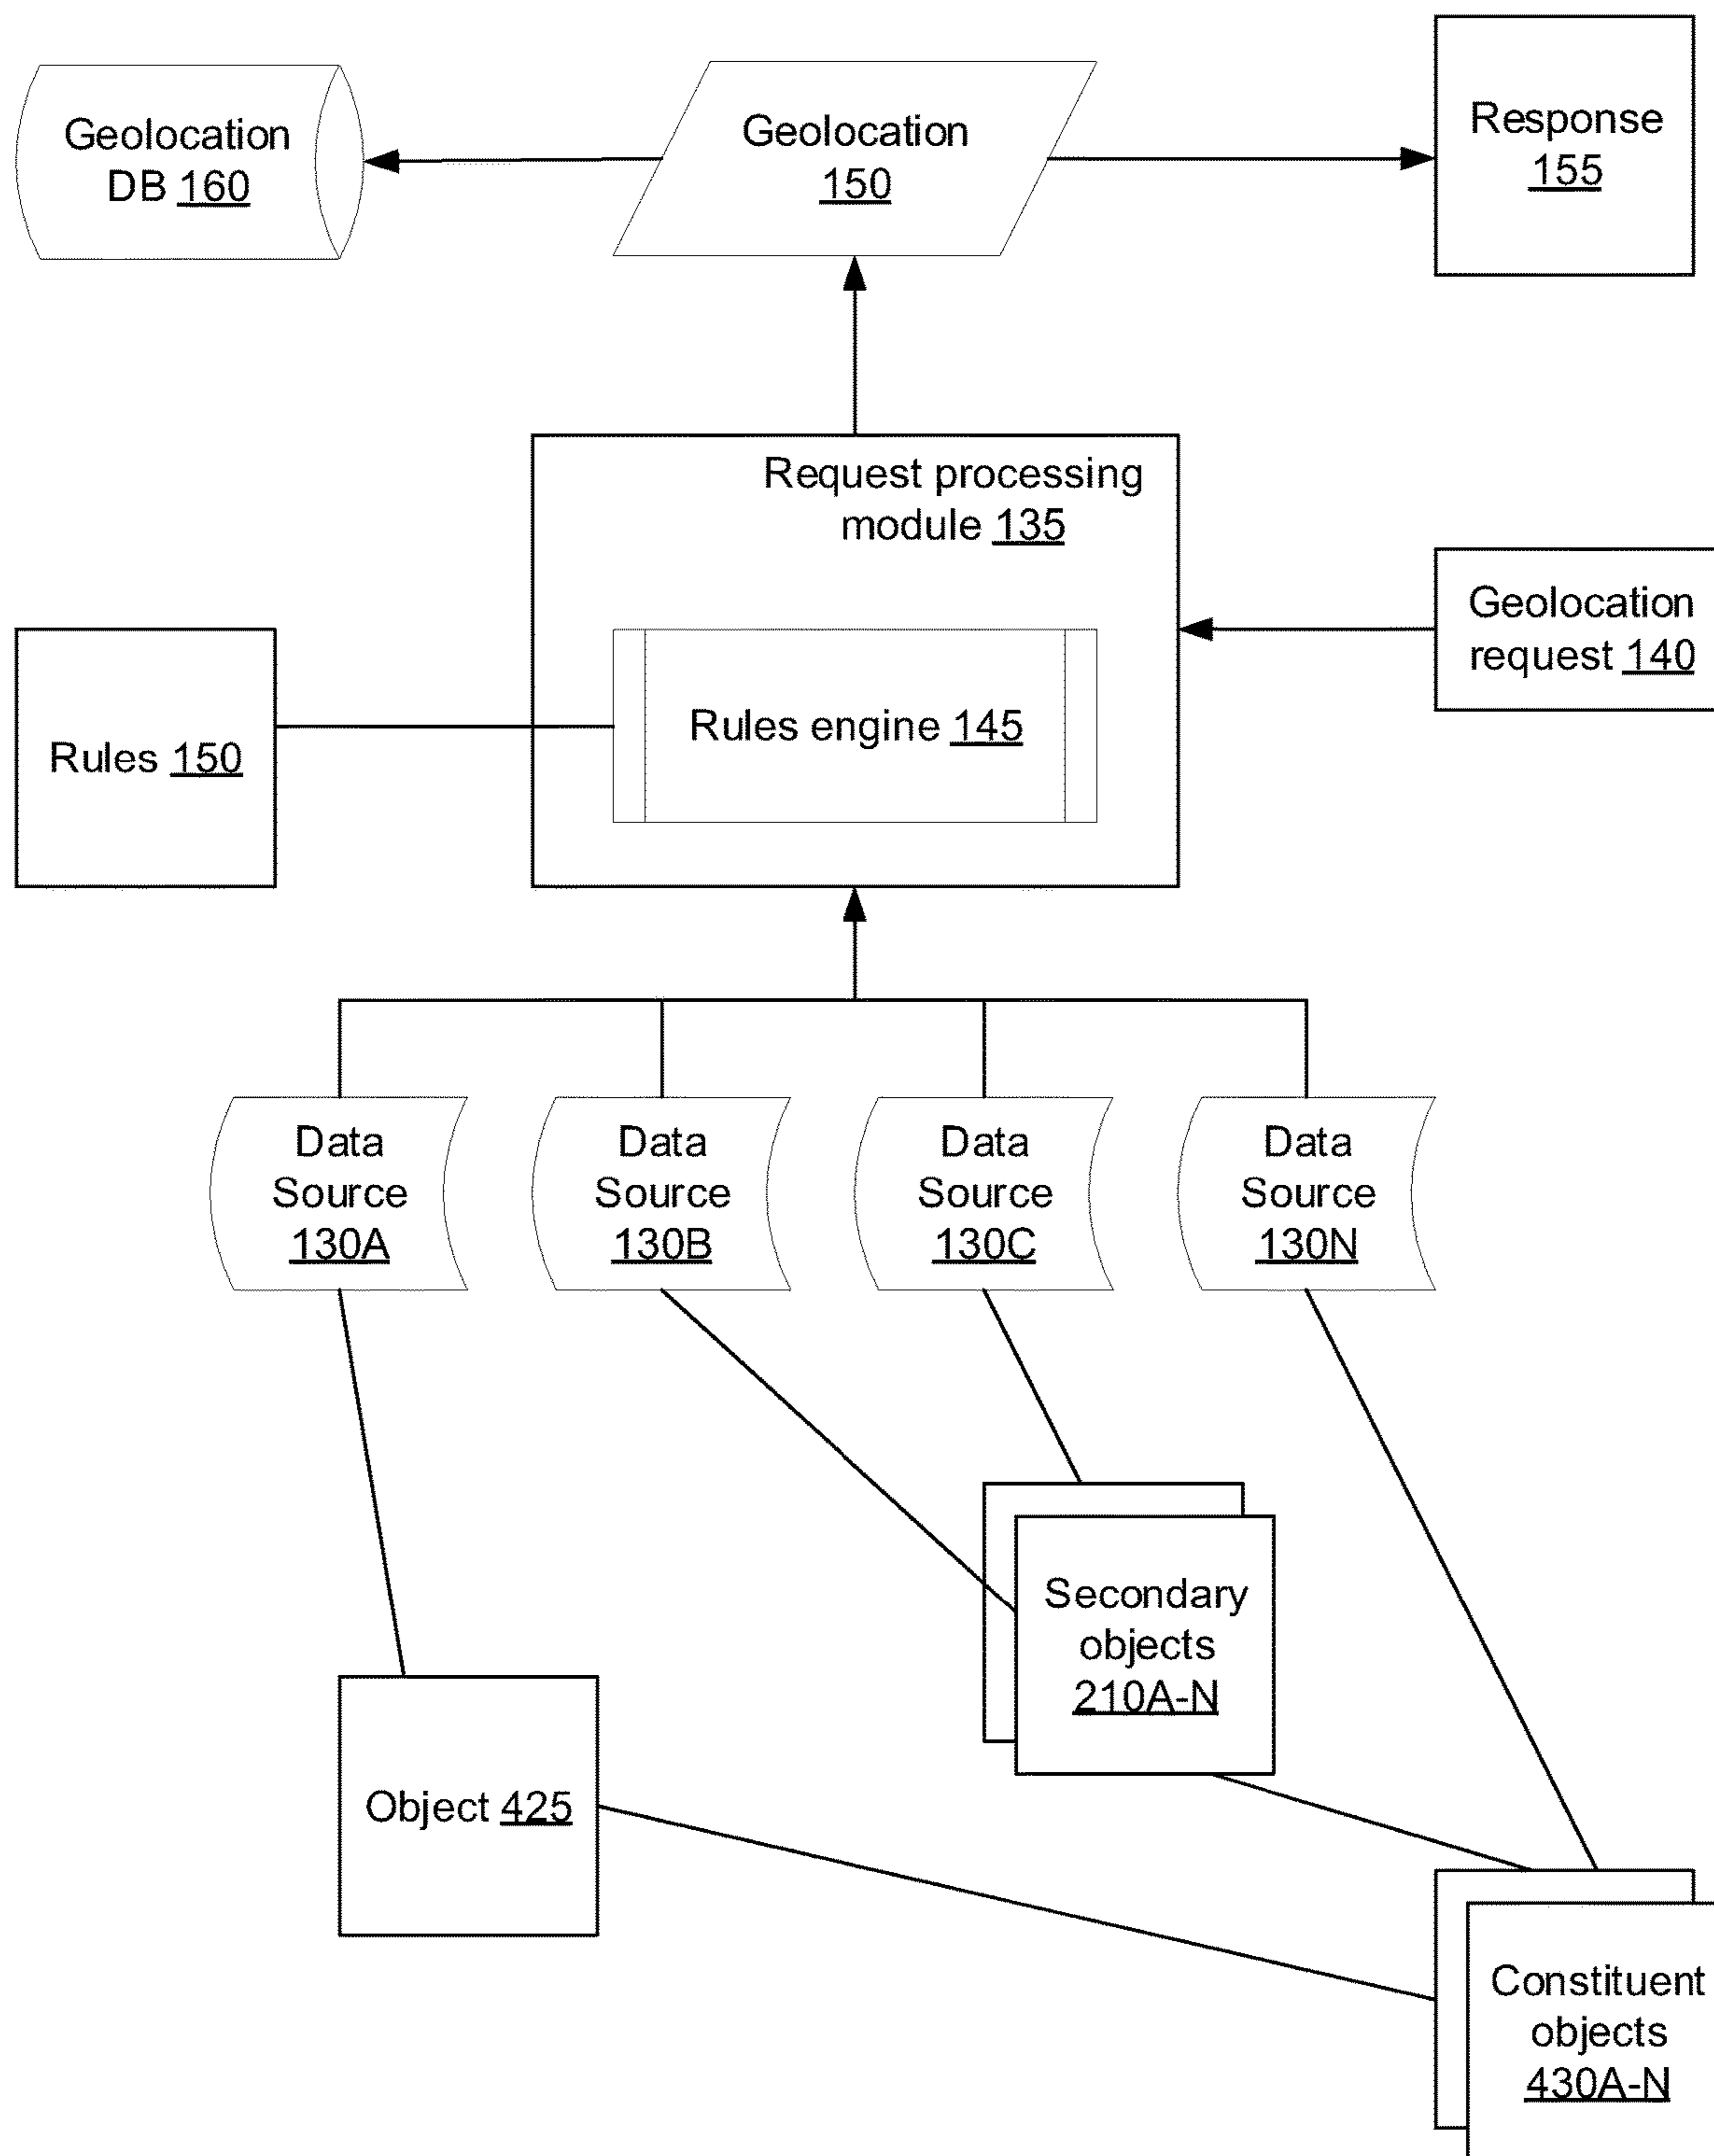 Geolocation
DB 160
Geolocation
150
Response
155
Request processing
module 135
Geolocation
request 140
Rules engine 145
Rules 150
Data
Source
130A
Data
Source
130B
Data
Source
130C
Data
Source
130N
Secondary
objects
210A-N
Object 425
Constituent
objects
430A-N